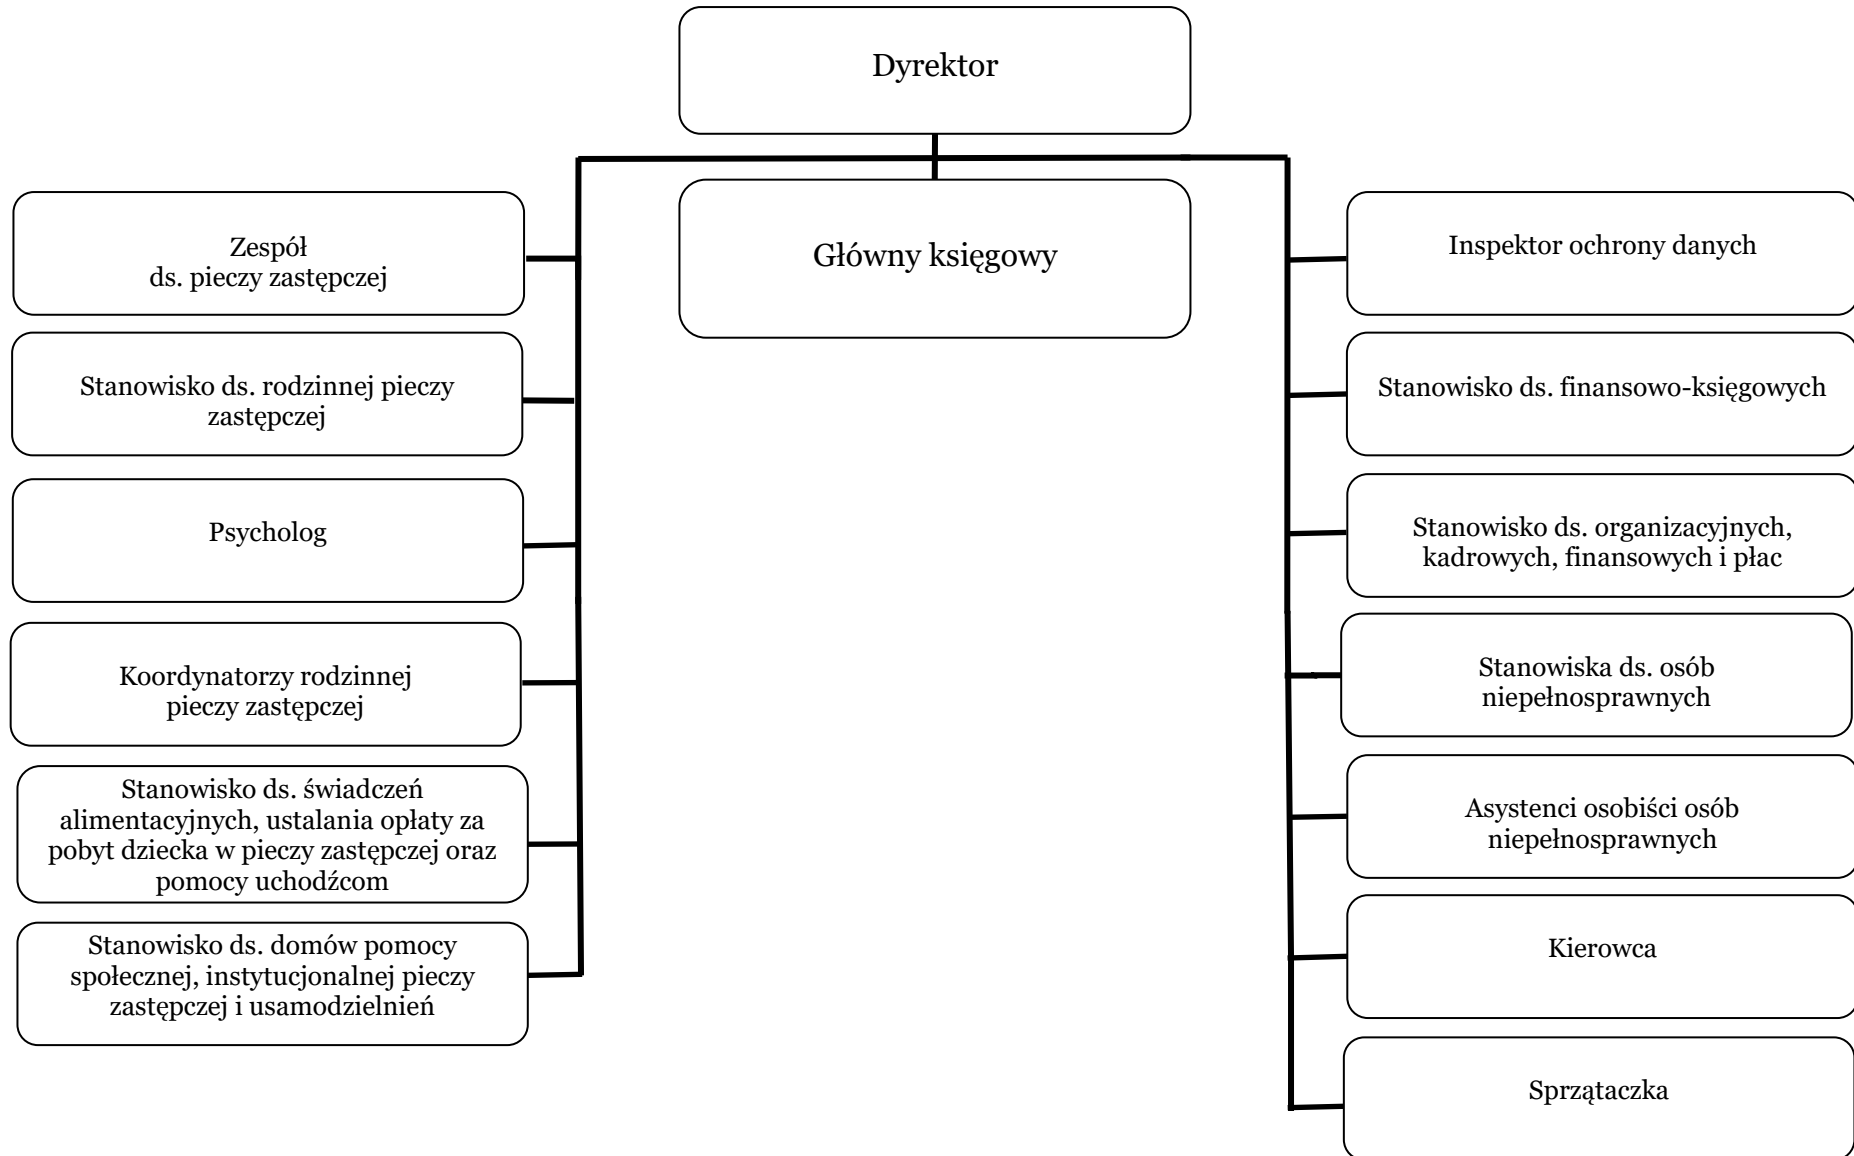 Dyrektor
Główny księgowy
Zespół
ds. pieczy zastępczej
Stanowisko ds. rodzinnej pieczy
zastępczej
Psycholog
Koordynatorzy rodzinnej
pieczy zastępczej
Stanowisko ds. świadczeń
alimentacyjnych, ustalania opłaty za
pobyt dziecka w pieczy zastępczej oraz
pomocy uchodźcom
Stanowisko ds. domów pomocy
społecznej, instytucjonalnej pieczy
zastępczej i usamodzielnień
Inspektor ochrony danych
Stanowisko ds. finansowo-księgowych
Stanowisko ds. organizacyjnych,
kadrowych, finansowych i płac
Stanowiska ds. osób
niepełnosprawnych
Asystenci osobiści osób
niepełnosprawnych
Kierowca
Sprzątaczka